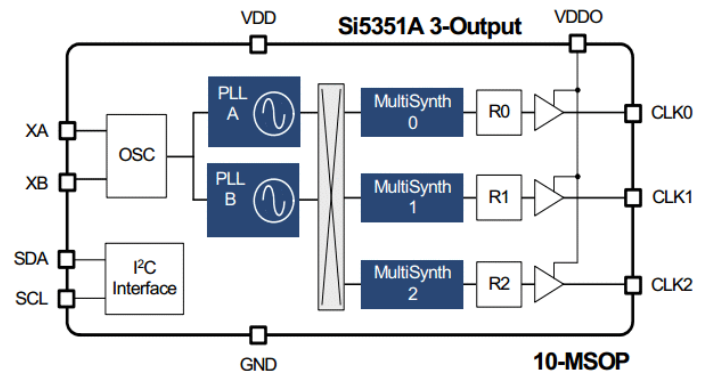 VDD
Si5351A 3-Output
VDDO
PLL
A
MultiSynth
0
R0
CLK0
XA
OSC
XB
PLL
B
MultiSynth
1
R1
CLK1
SDA
I²C
Interface
SCL
MultiSynth
2
R2
CLK2
GND
10-MSOP